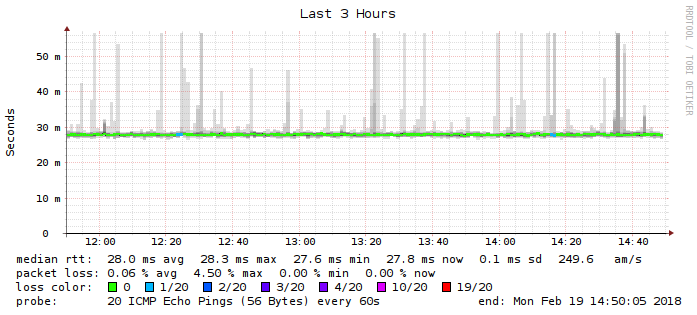 Last 3 Hours
RRDTOOL / TOBI OETIKER
Seconds
50 m
40 m
30 m
20 m
10 m
0
12:00 12:20 12:40 13:00 13:20 13:40 14:00 14:20 14:40
median rtt: 28.0 ms avg 28.3 ms max 27.6 ms min 27.8 ms now 0.1 ms sd 249.6 am/s
packet loss: 0.06 % avg 4.50 % max 0.00 % min 0.00 % now
loss color: 0 1/20 2/20 3/20 4/20 10/20 19/20
probe: 20 ICMP Echo Pings (56 Bytes) every 60s end: Mon Feb 19 14:50:05 2018